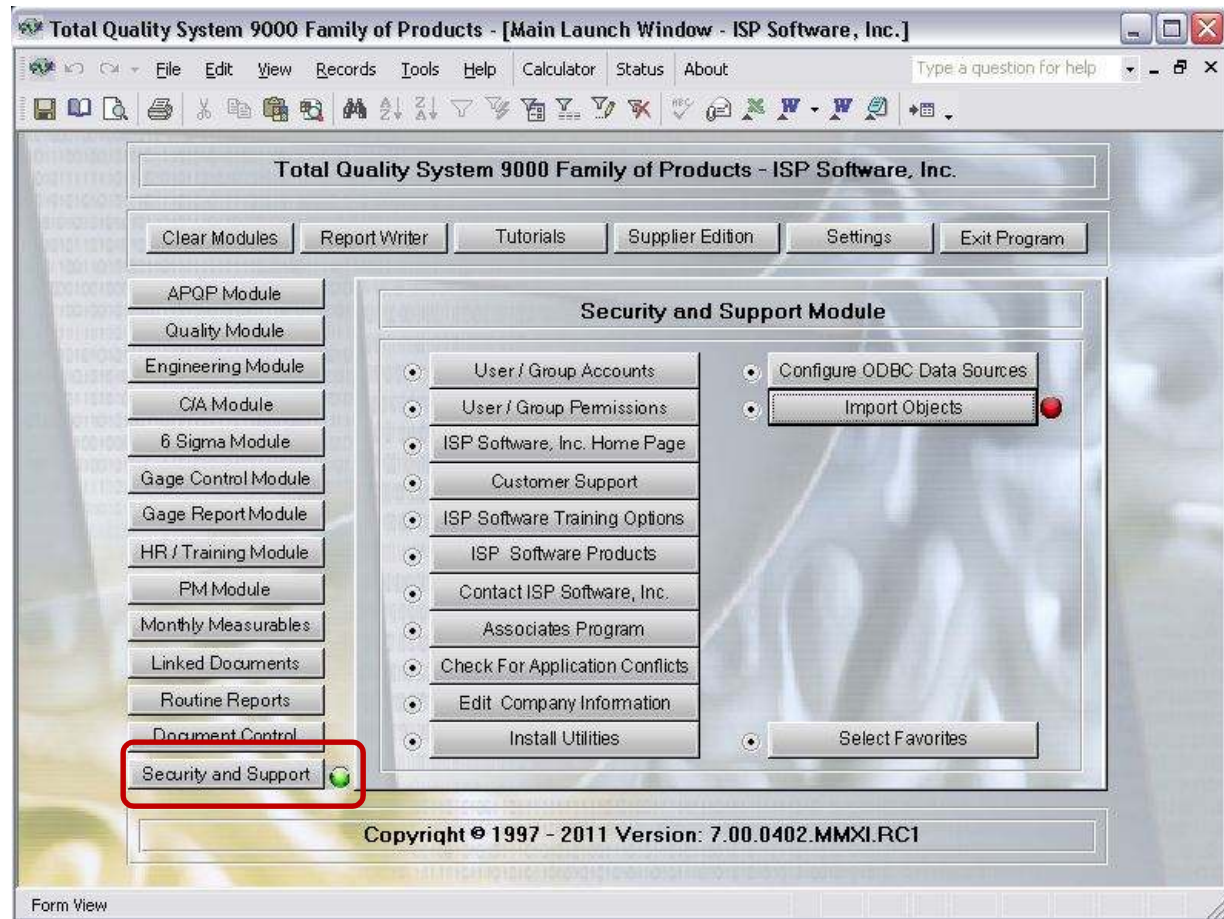 Total Quality System 9000 Family of Products - [Main Launch Window - ISP Software, Inc.]
File Edit View Records Tools Help Calculator Status About Type a question for help
Total Quality System 9000 Family of Products - ISP Software, Inc.
Clear Modules Report Writer Tutorials Supplier Edition Settings Exit Program
APQP Module
Quality Module
Engineering Module
C/A Module
6 Sigma Module
Gage Control Module
Gage Report Module
HR / Training Module
PM Module
Monthly Measurables
Linked Documents
Routine Reports
Document Control
Security and Support
Security and Support Module
User / Group Accounts
User / Group Permissions
ISP Software, Inc. Home Page
Customer Support
ISP Software Training Options
ISP Software Products
Contact ISP Software, Inc.
Associates Program
Check For Application Conflicts
Edit Company Information
Install Utilities
Configure ODBC Data Sources
Import Objects
Select Favorites
Copyright © 1997 - 2011 Version: 7.00.0402.MMXI.RC1
Form View